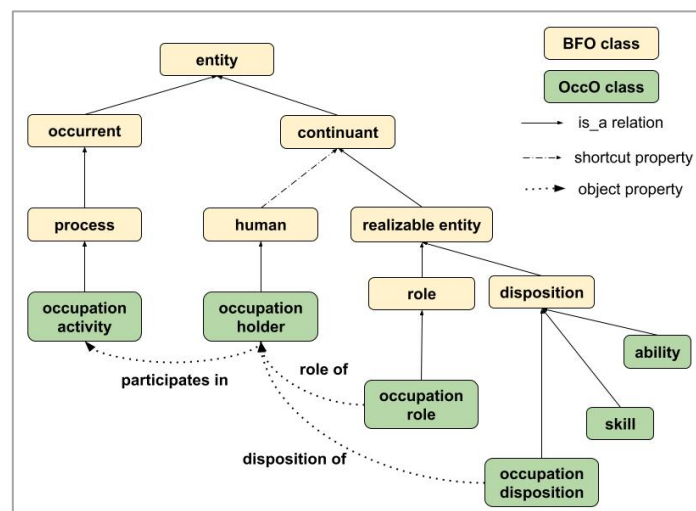 BFO class
entity
OccO class
occurrent
continuant
is_a relation
shortcut property
object property
process
human
realizable entity
role
disposition
occupation
activity
occupation
holder
ability
participates in
role of
occupation
role
skill
disposition of
occupation
disposition